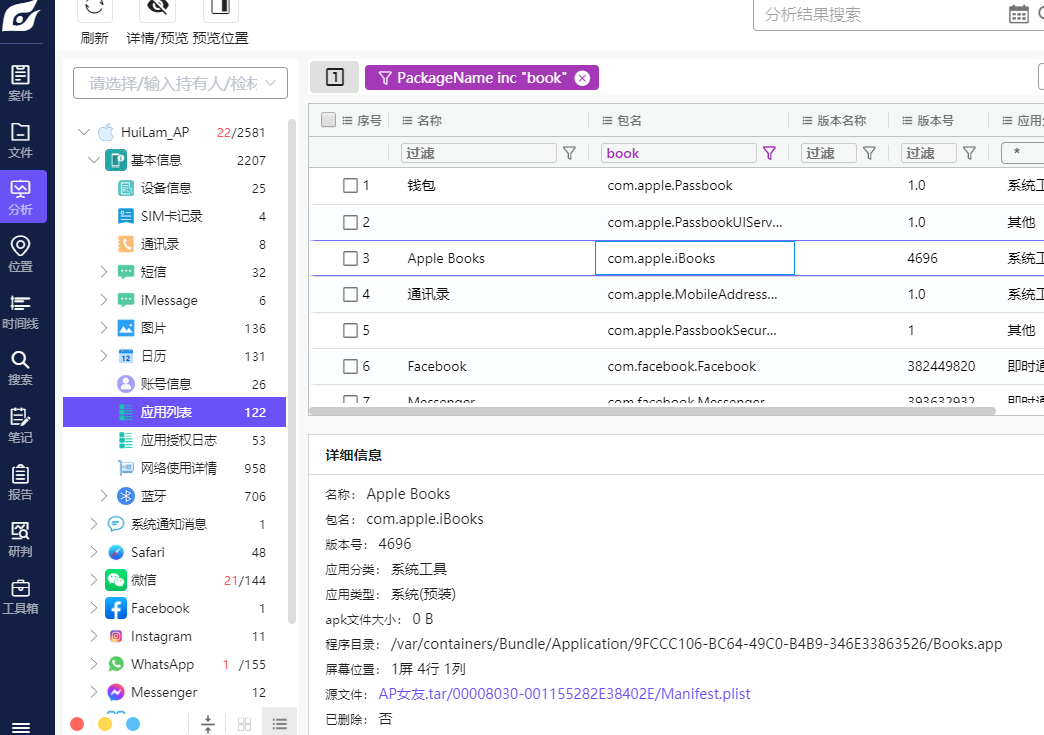 刷新
详情/预览
预览位置
分析结果搜索
案件
文件
分析
位置
时间线
搜索
笔记
报告
研判
工具箱
请选择/输入持有人/检材
HuiLam_AP 22/2581
基本信息 2207
设备信息 25
SIM卡记录 4
通讯录 8
短信 32
iMessage 6
图片 136
日历 131
账号信息 26
应用列表 122
应用授权日志 53
网络使用详情 958
蓝牙 706
系统通知消息 1
Safari 48
微信 21/144
Facebook 1
Instagram 11
WhatsApp 1 /155
Messenger 12
1
PackageName inc "book"
序号 名称 包名 版本名称 版本号 应用分
过滤 book 过滤 过滤 *
1 钱包 com.apple.Passbook 1.0 系统工
2 com.apple.PassbookUIServ... 1.0 其他
3 Apple Books com.apple.iBooks 4696 系统工
4 通讯录 com.apple.MobileAddress... 1.0 系统工
5 com.apple.PassbookSecur... 1 其他
6 Facebook com.facebook.Facebook 382449820 即时通
7 Messenger com.facebook.Messenger 393632932 即时通
详细信息
名称： Apple Books
包名： com.apple.iBooks
版本号： 4696
应用分类： 系统工具
应用类型： 系统(预装)
apk文件大小： 0 B
程序目录： /var/containers/Bundle/Application/9FCCC106-BC64-49C0-B4B9-346E33863526/Books.app
屏幕位置： 1屏 4行 1列
源文件： AP女友.tar/00008030-001155282E38402E/Manifest.plist
已删除： 否